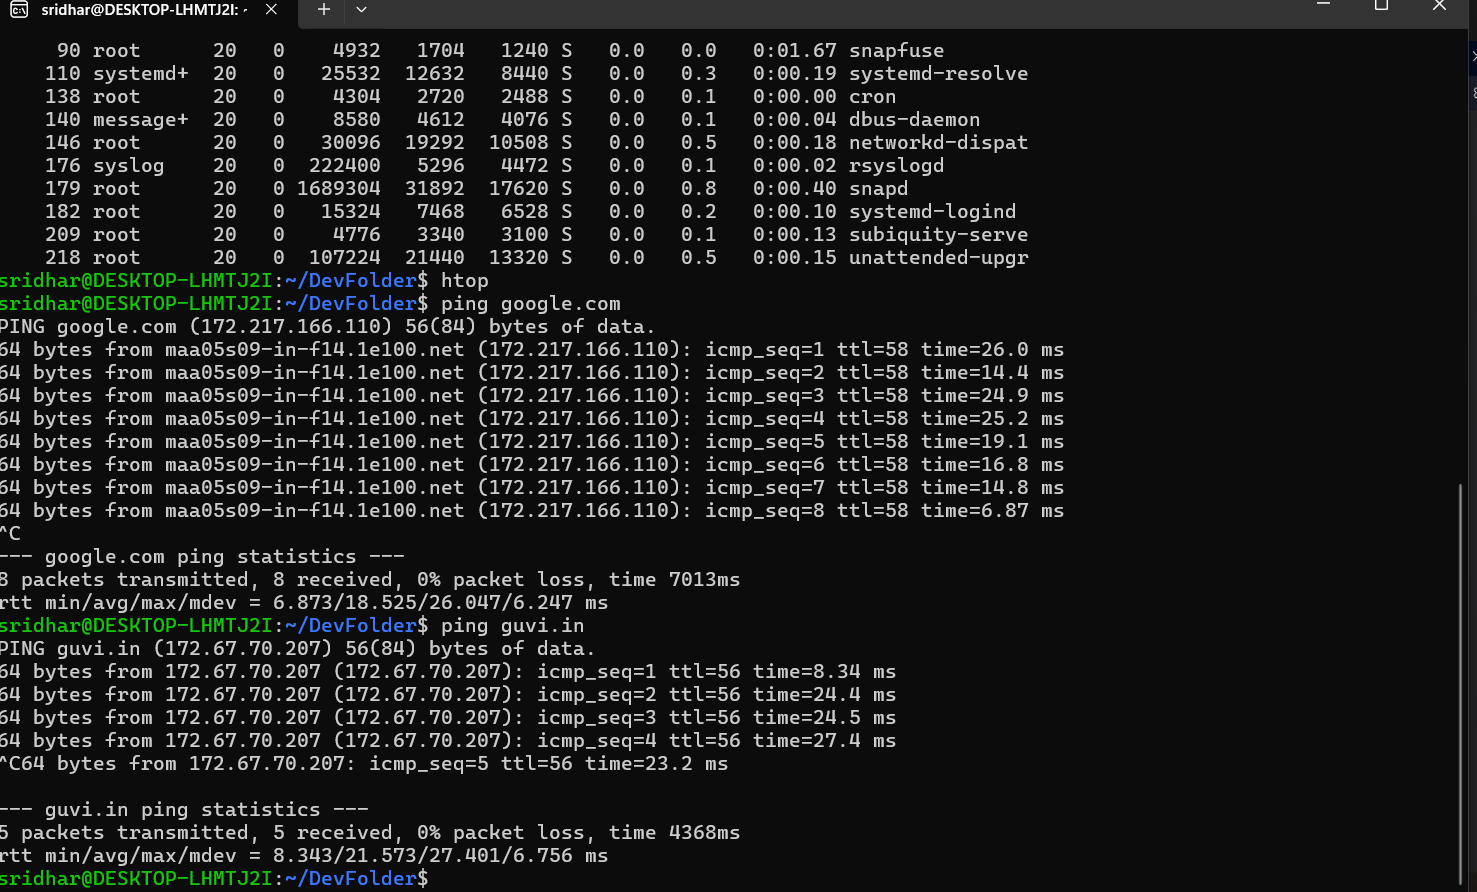 sridhar@DESKTOP-LHMTJ2I: ~
90 root 20 0 4932 1704 1240 S 0.0 0.0 0:01.67 snapfuse
110 systemd+ 20 0 25532 12632 8440 S 0.0 0.3 0:00.19 systemd-resolve
138 root 20 0 4304 2720 2488 S 0.0 0.1 0:00.00 cron
140 message+ 20 0 8580 4612 4076 S 0.0 0.1 0:00.04 dbus-daemon
146 root 20 0 30096 19292 10508 S 0.0 0.5 0:00.18 networkd-dispat
176 syslog 20 0 222400 5296 4472 S 0.0 0.1 0:00.02 rsyslogd
179 root 20 0 1689304 31892 17620 S 0.0 0.8 0:00.40 snapd
182 root 20 0 15324 7468 6528 S 0.0 0.2 0:00.10 systemd-logind
209 root 20 0 4776 3340 3100 S 0.0 0.1 0:00.13 subiquity-serve
218 root 20 0 107224 21440 13320 S 0.0 0.5 0:00.15 unattended-upgr
sridhar@DESKTOP-LHMTJ2I:~/DevFolder$ htop
sridhar@DESKTOP-LHMTJ2I:~/DevFolder$ ping google.com
PING google.com (172.217.166.110) 56(84) bytes of data.
64 bytes from maa05s09-in-f14.1e100.net (172.217.166.110): icmp_seq=1 ttl=58 time=26.0 ms
64 bytes from maa05s09-in-f14.1e100.net (172.217.166.110): icmp_seq=2 ttl=58 time=14.4 ms
64 bytes from maa05s09-in-f14.1e100.net (172.217.166.110): icmp_seq=3 ttl=58 time=24.9 ms
64 bytes from maa05s09-in-f14.1e100.net (172.217.166.110): icmp_seq=4 ttl=58 time=25.2 ms
64 bytes from maa05s09-in-f14.1e100.net (172.217.166.110): icmp_seq=5 ttl=58 time=19.1 ms
64 bytes from maa05s09-in-f14.1e100.net (172.217.166.110): icmp_seq=6 ttl=58 time=16.8 ms
64 bytes from maa05s09-in-f14.1e100.net (172.217.166.110): icmp_seq=7 ttl=58 time=14.8 ms
64 bytes from maa05s09-in-f14.1e100.net (172.217.166.110): icmp_seq=8 ttl=58 time=6.87 ms
^C
--- google.com ping statistics ---
8 packets transmitted, 8 received, 0% packet loss, time 7013ms
rtt min/avg/max/mdev = 6.873/18.525/26.047/6.247 ms
sridhar@DESKTOP-LHMTJ2I:~/DevFolder$ ping guvi.in
PING guvi.in (172.67.70.207) 56(84) bytes of data.
64 bytes from 172.67.70.207 (172.67.70.207): icmp_seq=1 ttl=56 time=8.34 ms
64 bytes from 172.67.70.207 (172.67.70.207): icmp_seq=2 ttl=56 time=24.4 ms
64 bytes from 172.67.70.207 (172.67.70.207): icmp_seq=3 ttl=56 time=24.5 ms
64 bytes from 172.67.70.207 (172.67.70.207): icmp_seq=4 ttl=56 time=27.4 ms
^C64 bytes from 172.67.70.207: icmp_seq=5 ttl=56 time=23.2 ms
--- guvi.in ping statistics ---
5 packets transmitted, 5 received, 0% packet loss, time 4368ms
rtt min/avg/max/mdev = 8.343/21.573/27.401/6.756 ms
sridhar@DESKTOP-LHMTJ2I:~/DevFolder$